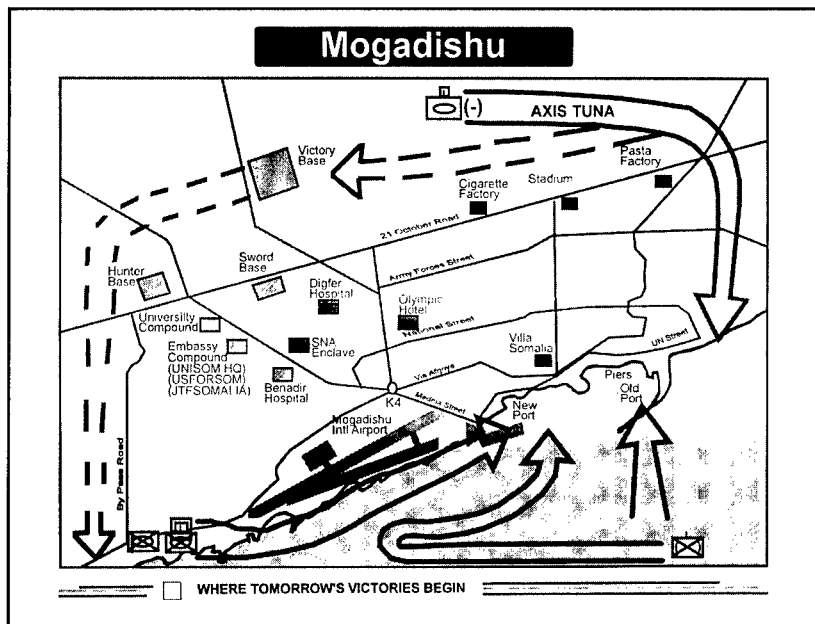 Mogadishu
(-)
AXIS TUNA
Victory
Base
Pasta
Factory
Stadium
Cigarette
Factory
21 October Road
Hunter
Base
Sword
Base
Army Forces Street
Digfer
Hospital
Olympic
Hotel
National Street
University
Compound
SNA
Enclave
Embassy
Compound
(UNISOM HQ)
(USFORSOM)
(JTFSOMALIA)
Villa
Somalia
UN Street
Benadir
Hospital
Via Afgoye
K4
Medina Street
Piers
New
Port
Old
Port
Mogadishu
Intl Airport
By Pass Road
WHERE TOMORROW'S VICTORIES BEGIN